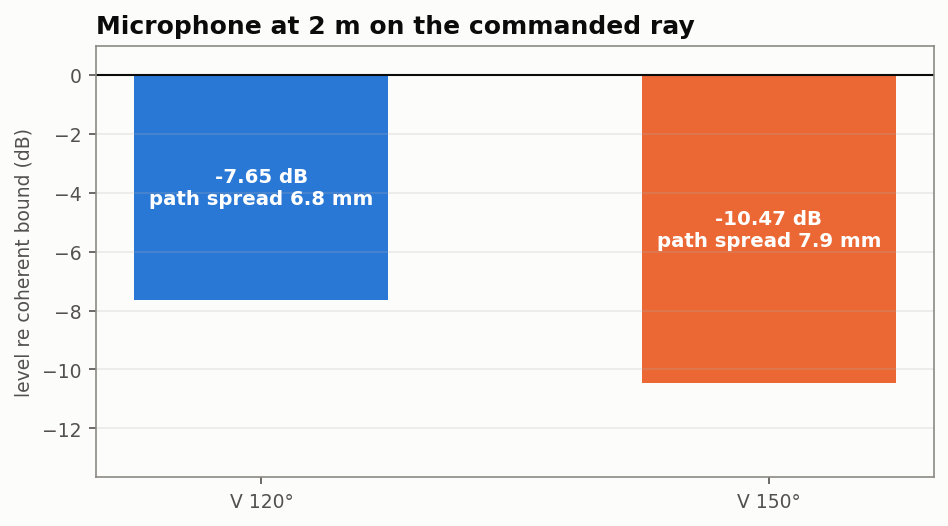 Microphone at 2 m on the commanded ray
level re coherent bound (dB)
0
−2
−4
−6
−8
−10
−12
-7.65 dB
path spread 6.8 mm
-10.47 dB
path spread 7.9 mm
V 120°
V 150°